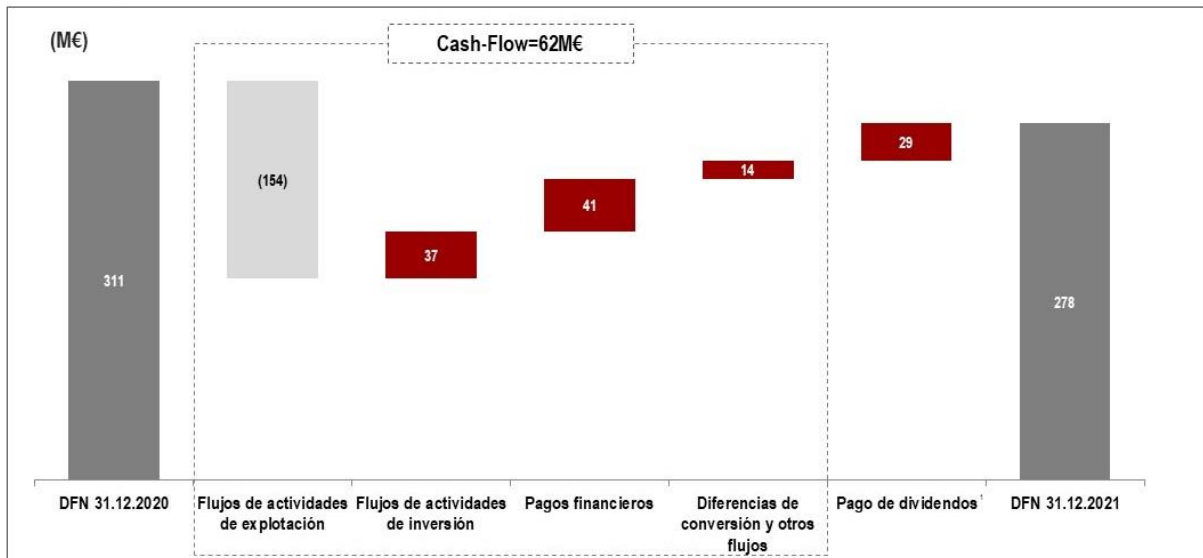 (M€)
Cash-Flow=62M€
311
(154)
37
41
14
29
278
DFN 31.12.2020
Flujos de actividades
de explotación
Flujos de actividades
de inversión
Pagos financieros
Diferencias de
conversión y otros
flujos
Pago de dividendos¹
DFN 31.12.2021